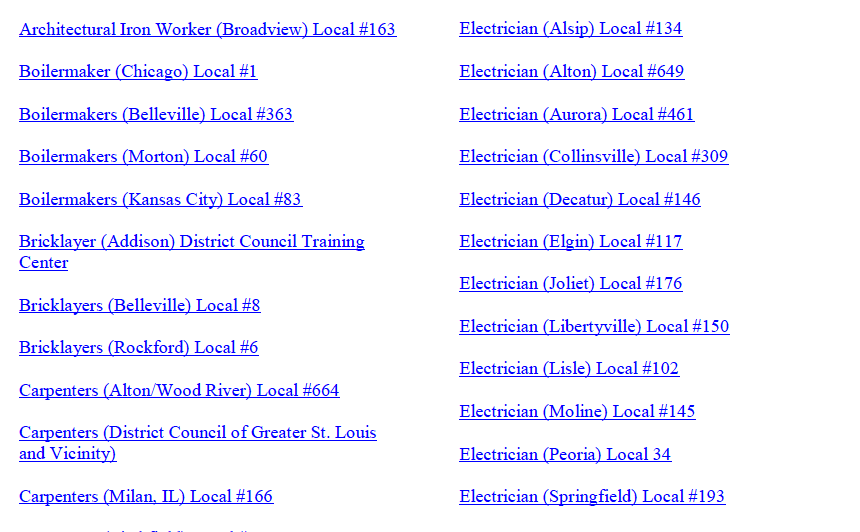 Architectural Iron Worker (Broadview) Local #163
Boilermaker (Chicago) Local #1
Boilermakers (Belleville) Local #363
Boilermakers (Morton) Local #60
Boilermakers (Kansas City) Local #83
Bricklayer (Addison) District Council Training
Center
Bricklayers (Belleville) Local #8
Bricklayers (Rockford) Local #6
Carpenters (Alton/Wood River) Local #664
Carpenters (District Council of Greater St. Louis
and Vicinity)
Carpenters (Milan, IL) Local #166
Electrician (Alsip) Local #134
Electrician (Alton) Local #649
Electrician (Aurora) Local #461
Electrician (Collinsville) Local #309
Electrician (Decatur) Local #146
Electrician (Elgin) Local #117
Electrician (Joliet) Local #176
Electrician (Libertyville) Local #150
Electrician (Lisle) Local #102
Electrician (Moline) Local #145
Electrician (Peoria) Local 34
Electrician (Springfield) Local #193